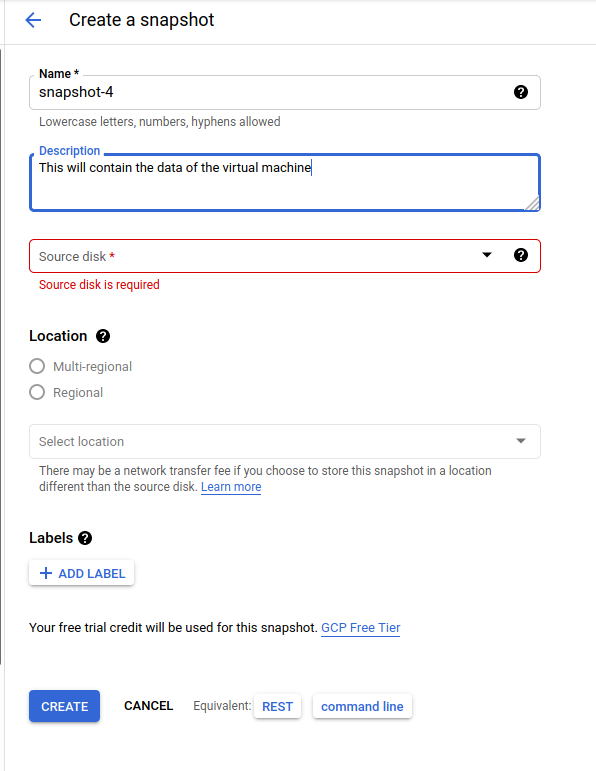 Create a snapshot
Name *
snapshot-4
Lowercase letters, numbers, hyphens allowed
Description
This will contain the data of the virtual machine
Source disk *
Source disk is required
Location
Multi-regional
Regional
Select location
There may be a network transfer fee if you choose to store this snapshot in a location
different than the source disk. Learn more
Labels
+ ADD LABEL
Your free trial credit will be used for this snapshot. GCP Free Tier
CREATE CANCEL Equivalent: REST command line